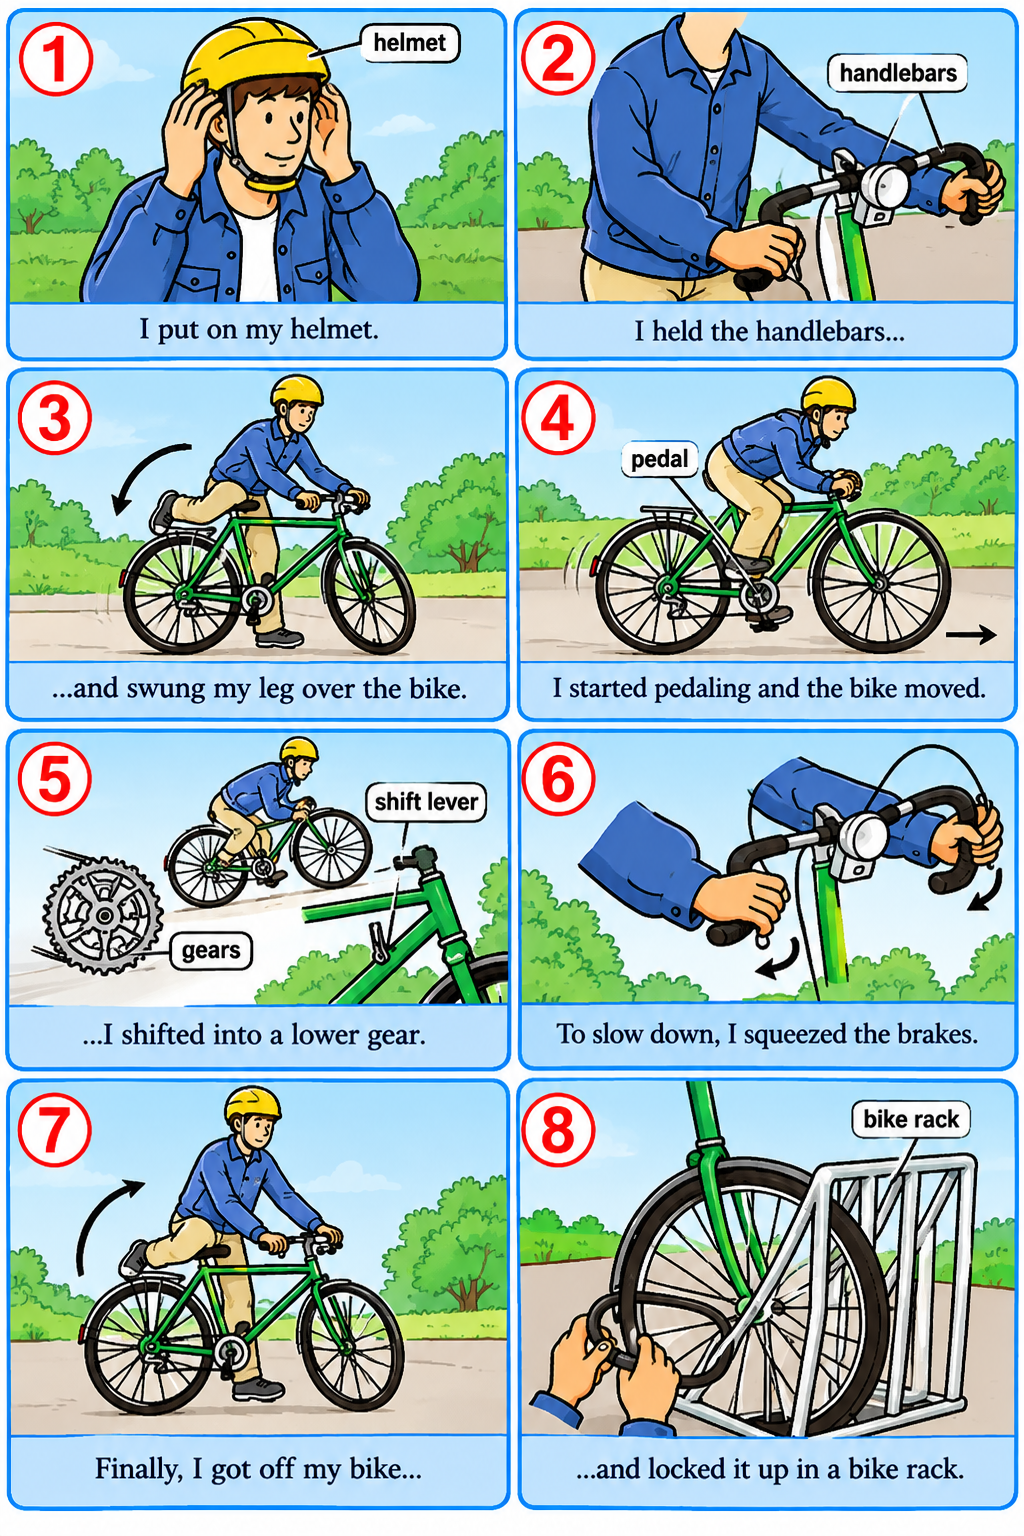 1
helmet
I put on my helmet.
2
handlebars
I held the handlebars...
3
...and swung my leg over the bike.
4
pedal
I started pedaling and the bike moved.
5
shift lever
gears
...I shifted into a lower gear.
6
To slow down, I squeezed the brakes.
7
Finally, I got off my bike...
8
bike rack
...and locked it up in a bike rack.